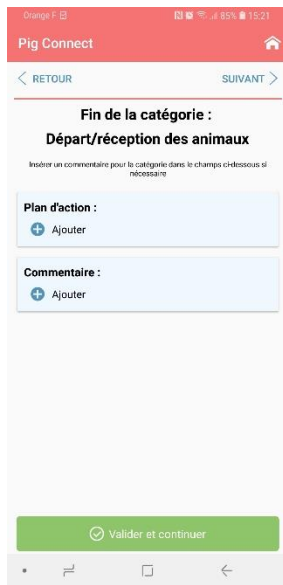 Orange F 85% 15:21
Pig Connect
RETOUR SUIVANT
Fin de la catégorie :
Départ/réception des animaux
Insérer un commentaire pour la catégorie dans le champs ci-dessous si
nécessaire
Plan d'action :
Ajouter
Commentaire :
Ajouter
Valider et continuer